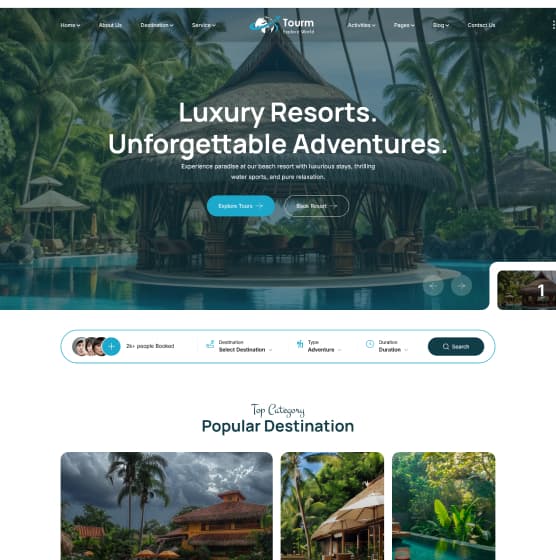 Home
About Us
Destination
Service
Tourm
Explore World
Activities
Pages
Blog
Contact Us
Luxury Resorts.
Unforgettable Adventures.
Experience paradise at our beach resort with luxurious stays, thrilling
water sports, and pure relaxation.
Explore Tours
Book Resort
1
2k+ people Booked
Destination
Select Destination
Type
Adventure
Duration
Duration
Search
Top Category
Popular Destination